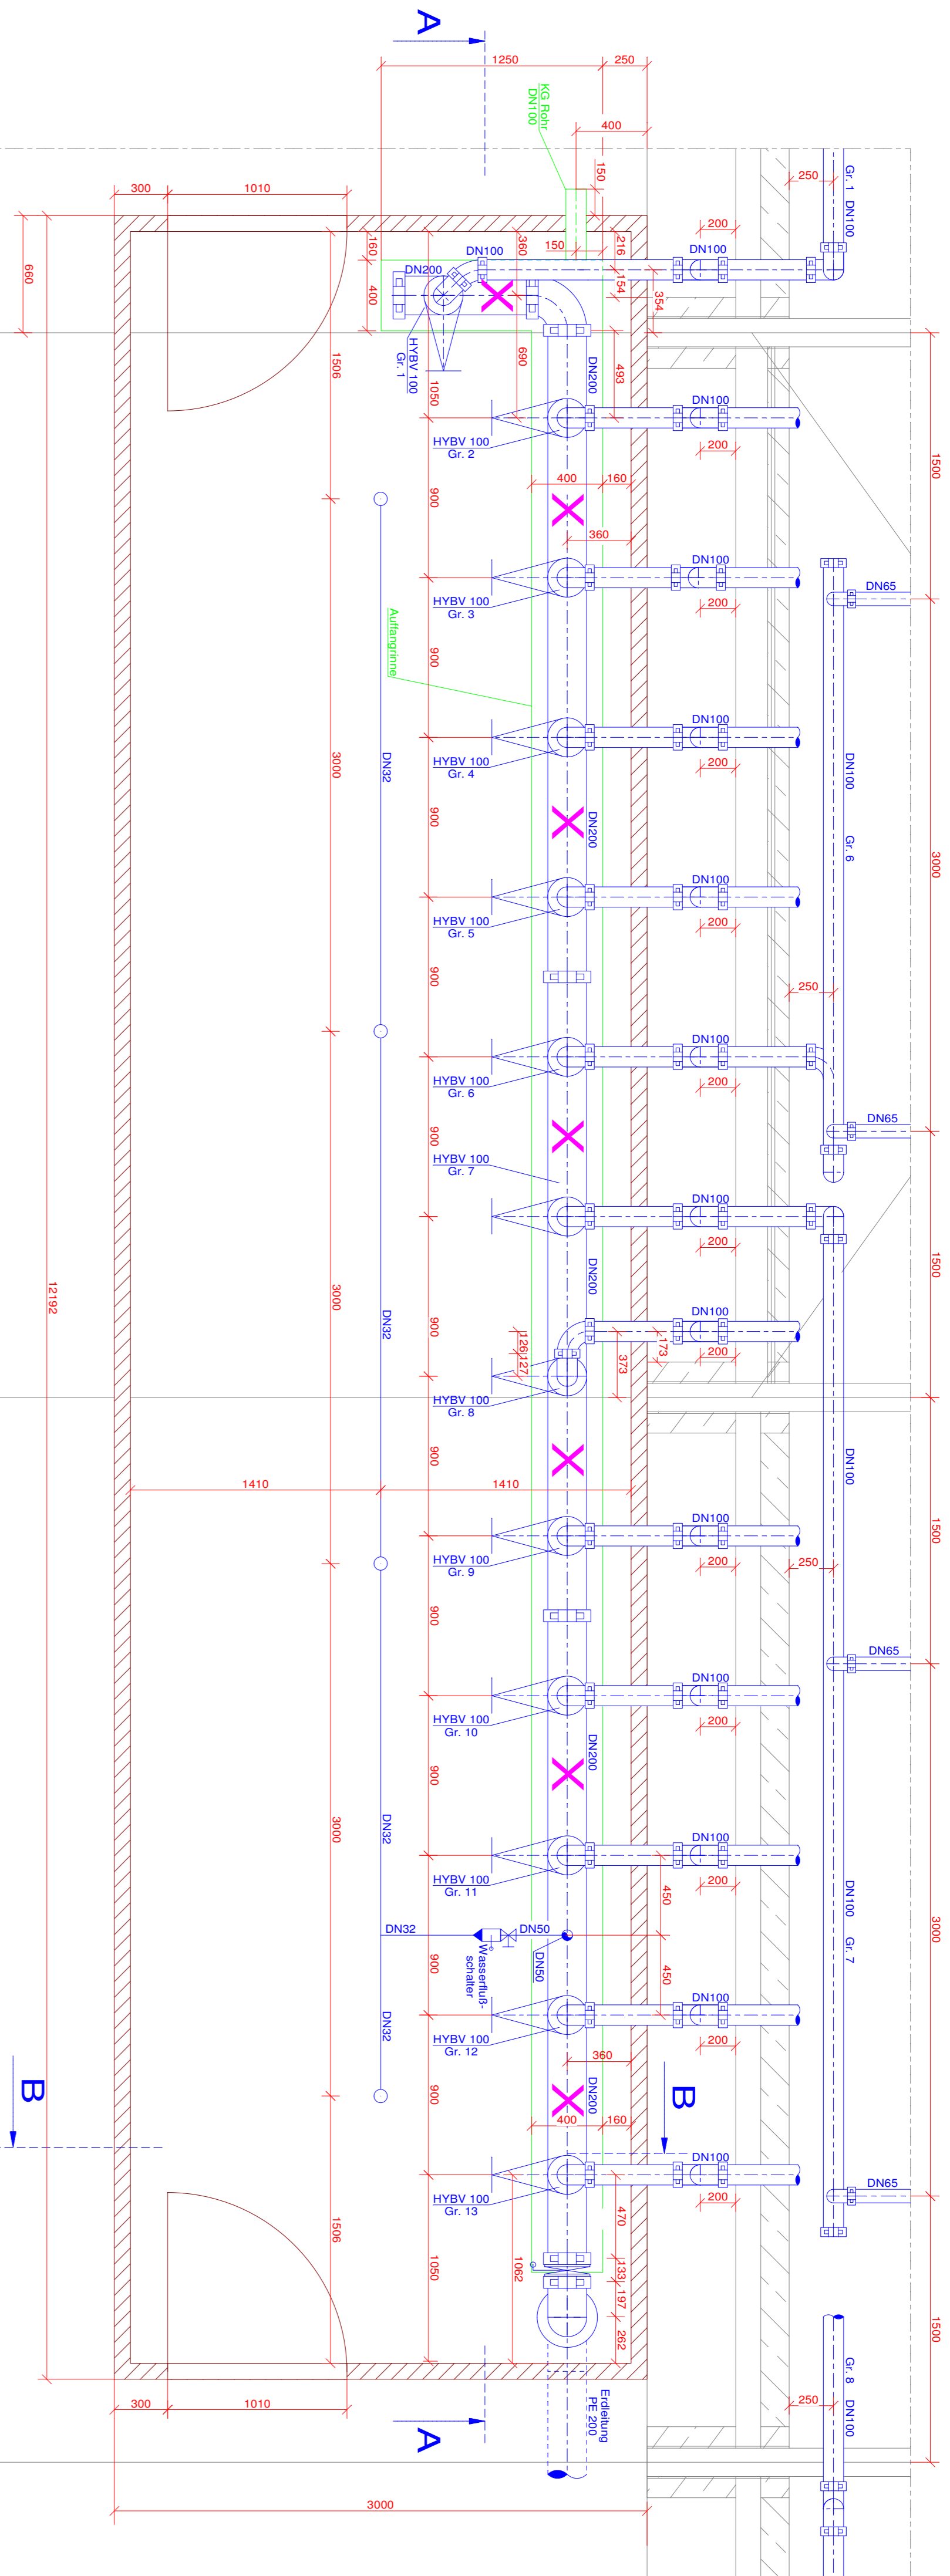 A
1250
250
KG Rohr
DN100
400
150
250
Gr. 1 DN100
300
1010
200
DN100
660
160
400
360
DN100
150
216
154
354
DN200
HYBV 100
Gr. 1
690
493
DN200
1506
1050
DN100
200
1500
HYBV 100
Gr. 2
900
400
160
360
DN100
200
DN65
HYBV 100
Gr. 3
Auffangrinne
900
DN100
200
3000
DN32
HYBV 100
Gr. 4
DN100
Gr. 6
900
DN200
3000
DN100
200
HYBV 100
Gr. 5
900
250
DN100
200
HYBV 100
Gr. 6
900
DN65
HYBV 100
Gr. 7
DN100
200
DN200
12192
3000
DN32
900
126
127
373
173
DN100
200
1500
HYBV 100
Gr. 8
900
DN100
1410
1410
1500
DN100
200
250
HYBV 100
Gr. 9
900
DN65
DN100
200
HYBV 100
Gr. 10
DN200
900
3000
DN32
DN100
200
HYBV 100
Gr. 11
450
DN100
Gr. 7
3000
DN32
DN50
DN50
Wasserfluß-
schalter
900
450
DN32
DN100
200
HYBV 100
Gr. 12
360
B
B
900
DN200
400
160
DN100
200
DN65
HYBV 100
Gr. 13
1506
1050
1062
470
133
197
262
1500
Gr. 8 DN100
250
300
1010
A
Erdleitung
PE 200
3000